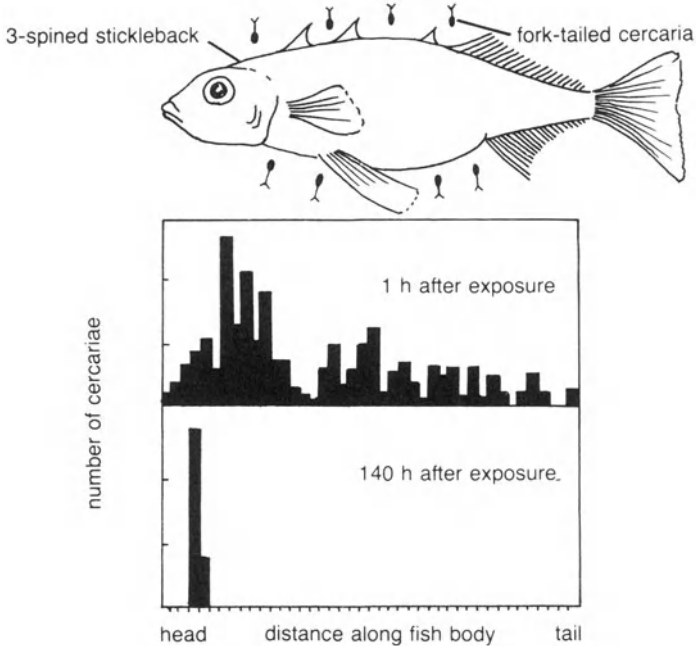 3-spined stickleback
fork-tailed cercaria
1 h after exposure
140 h after exposure
number of cercariae
head distance along fish body tail